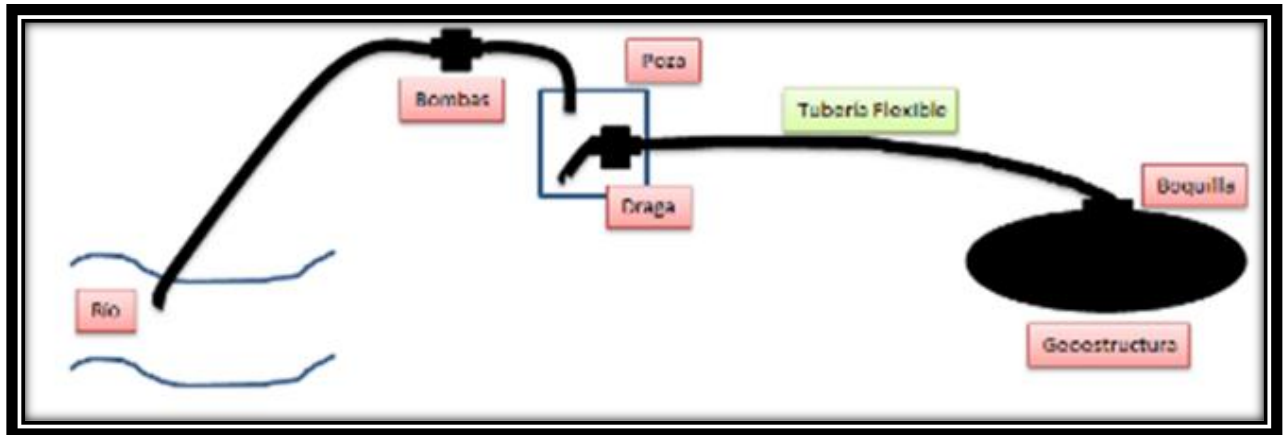 Poza
Bombas
Tubería Flexible
Boquilla
Draga
Río
Geoestructura